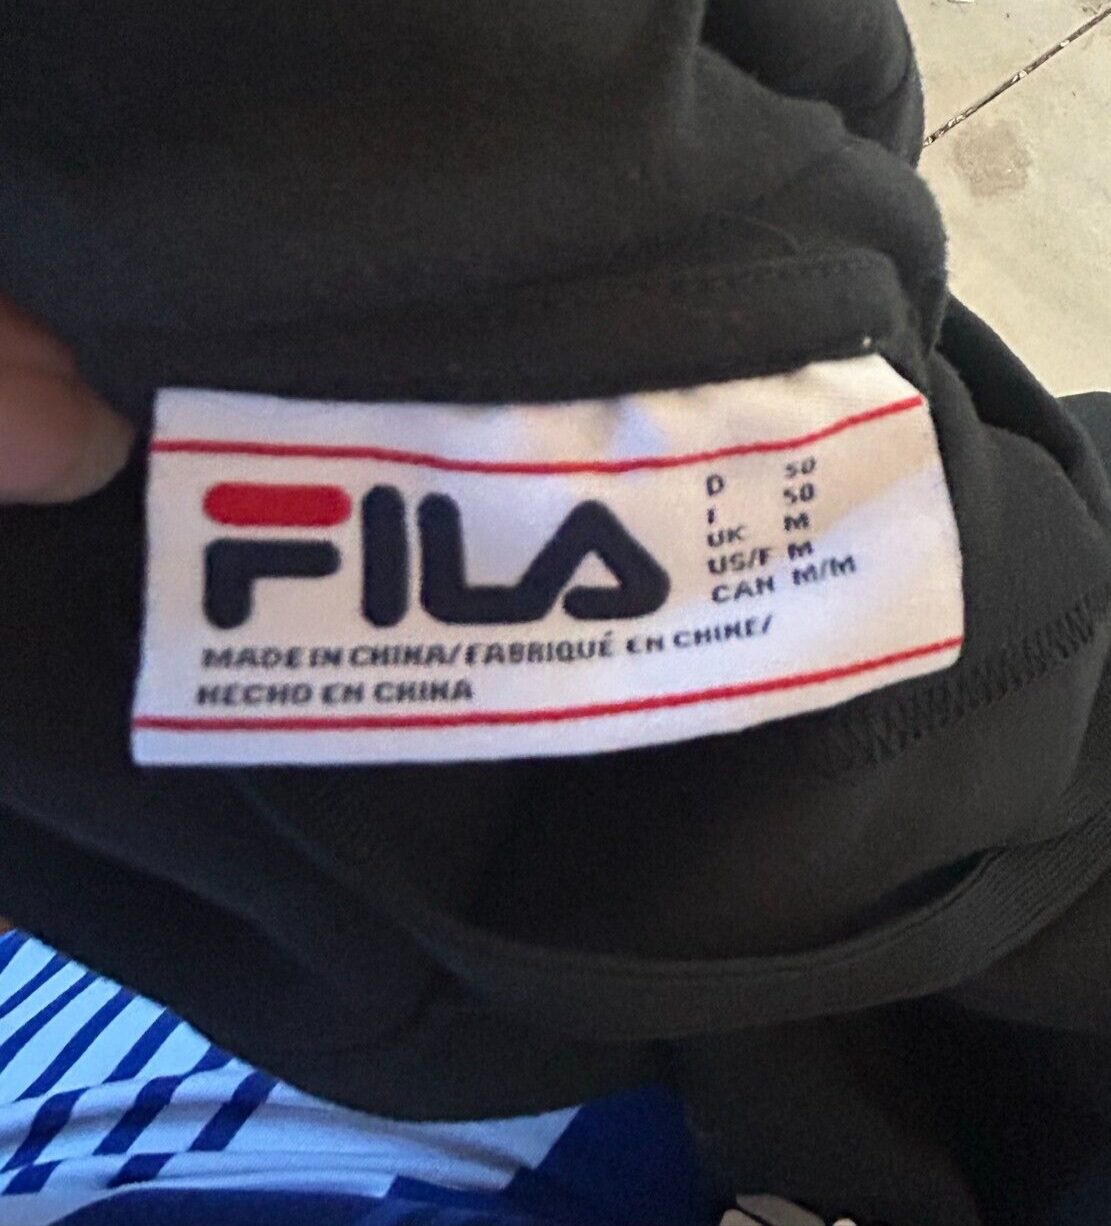 FILA
D 50
I 50
UK M
US/F M
CAN M/M
MADE IN CHINA/FABRIQUÉ EN CHINE/
HECHO EN CHINA